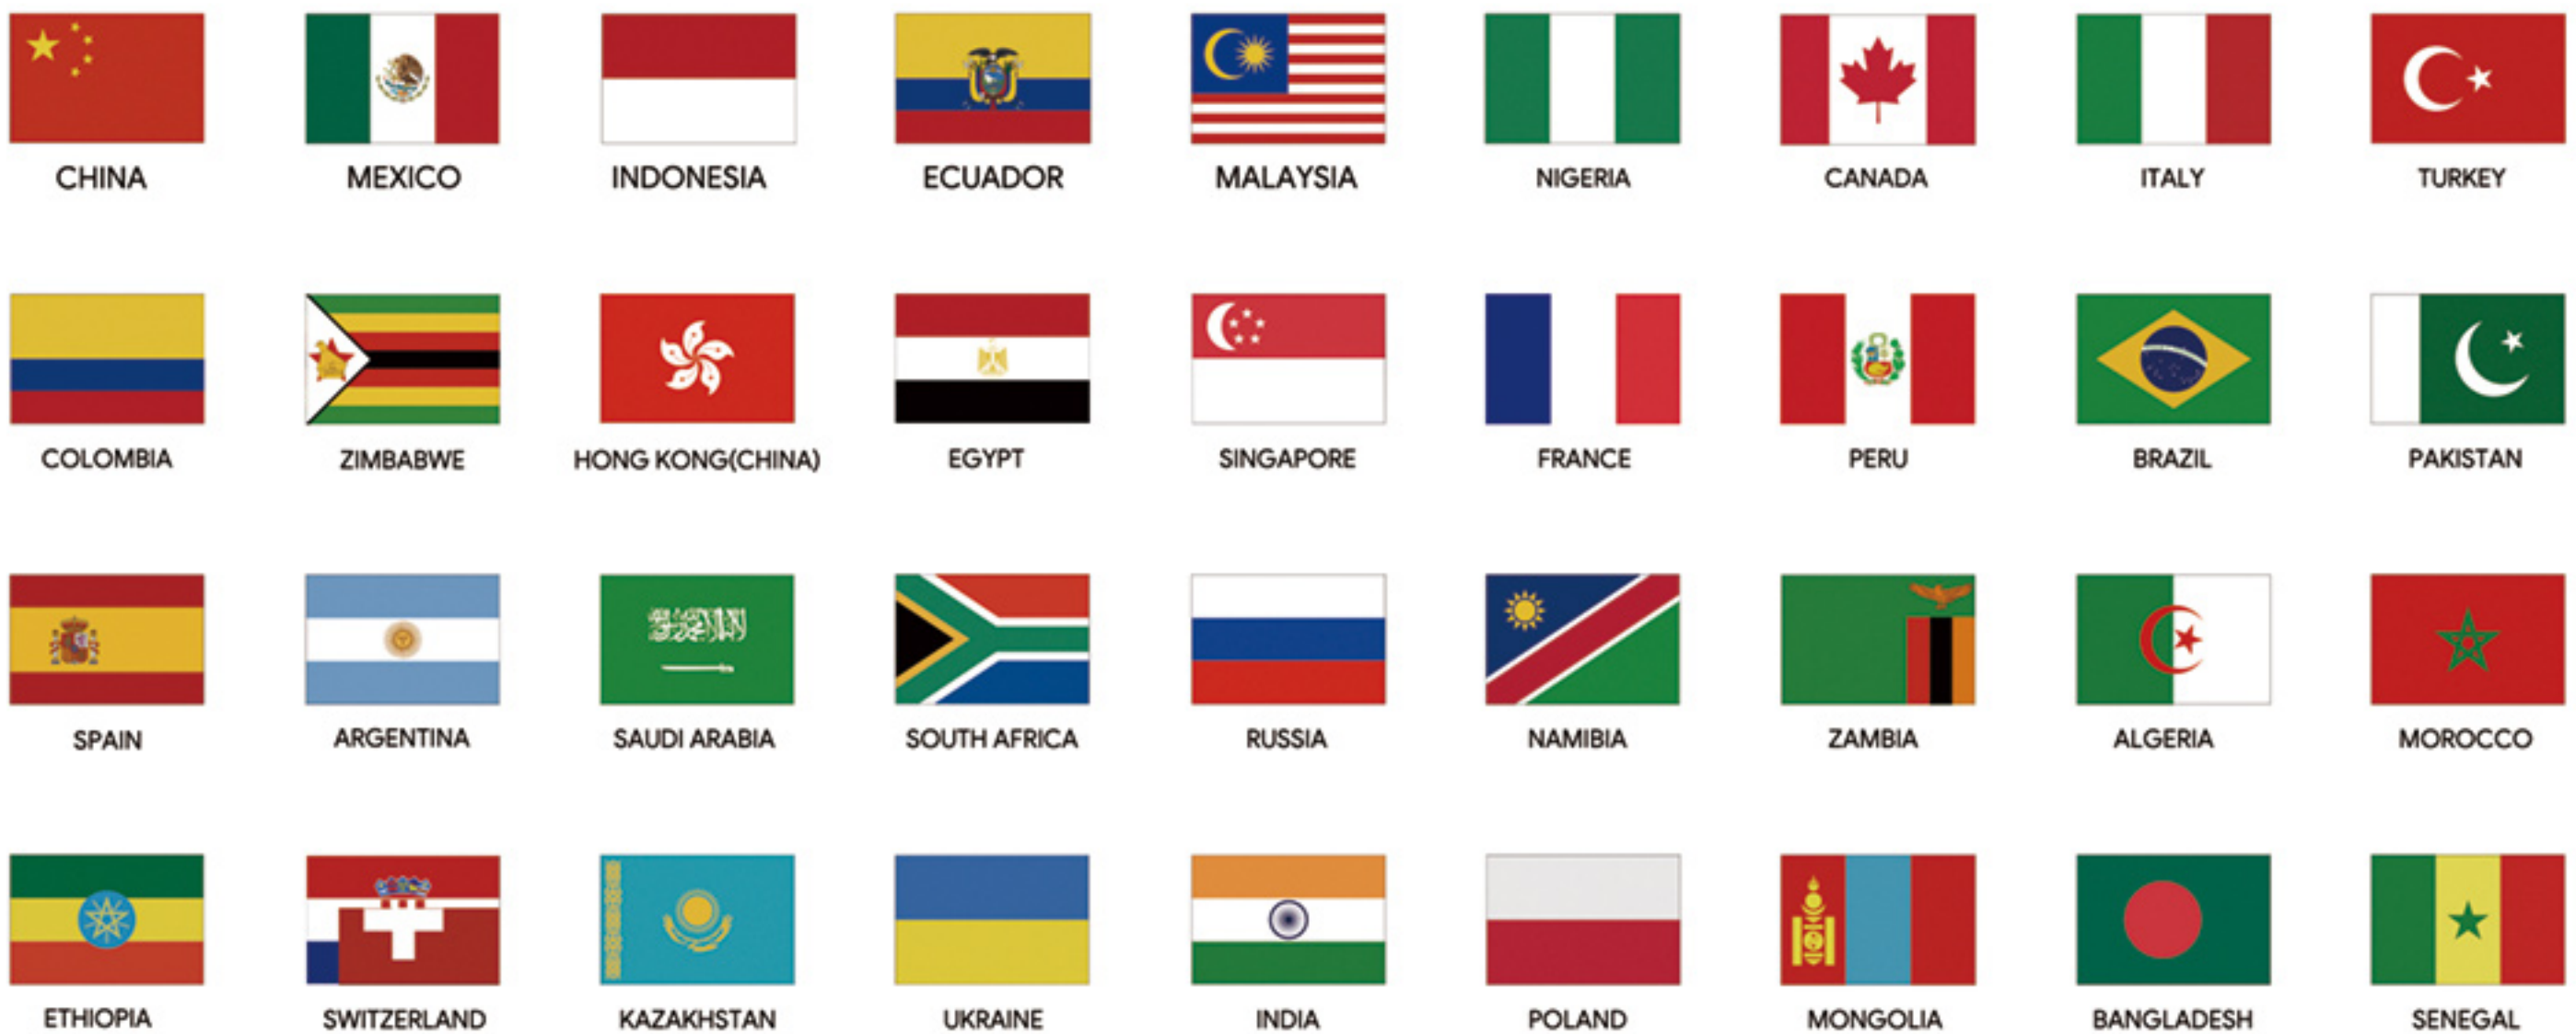 CHINA
MEXICO
INDONESIA
ECUADOR
MALAYSIA
NIGERIA
CANADA
ITALY
TURKEY
COLOMBIA
ZIMBABWE
HONG KONG(CHINA)
EGYPT
SINGAPORE
FRANCE
PERU
BRAZIL
PAKISTAN
SPAIN
ARGENTINA
SAUDI ARABIA
SOUTH AFRICA
RUSSIA
NAMIBIA
ZAMBIA
ALGERIA
MOROCCO
ETHIOPIA
SWITZERLAND
KAZAKHSTAN
UKRAINE
INDIA
POLAND
MONGOLIA
BANGLADESH
SENEGAL